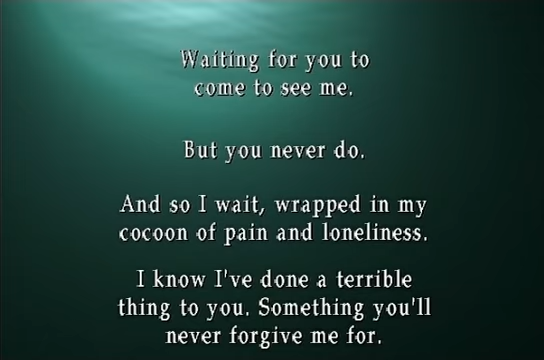 Waiting for you to
come to see me.
But you never do.
And so I wait, wrapped in my
cocoon of pain and loneliness.
I know I've done a terrible
thing to you. Something you'll
never forgive me for.